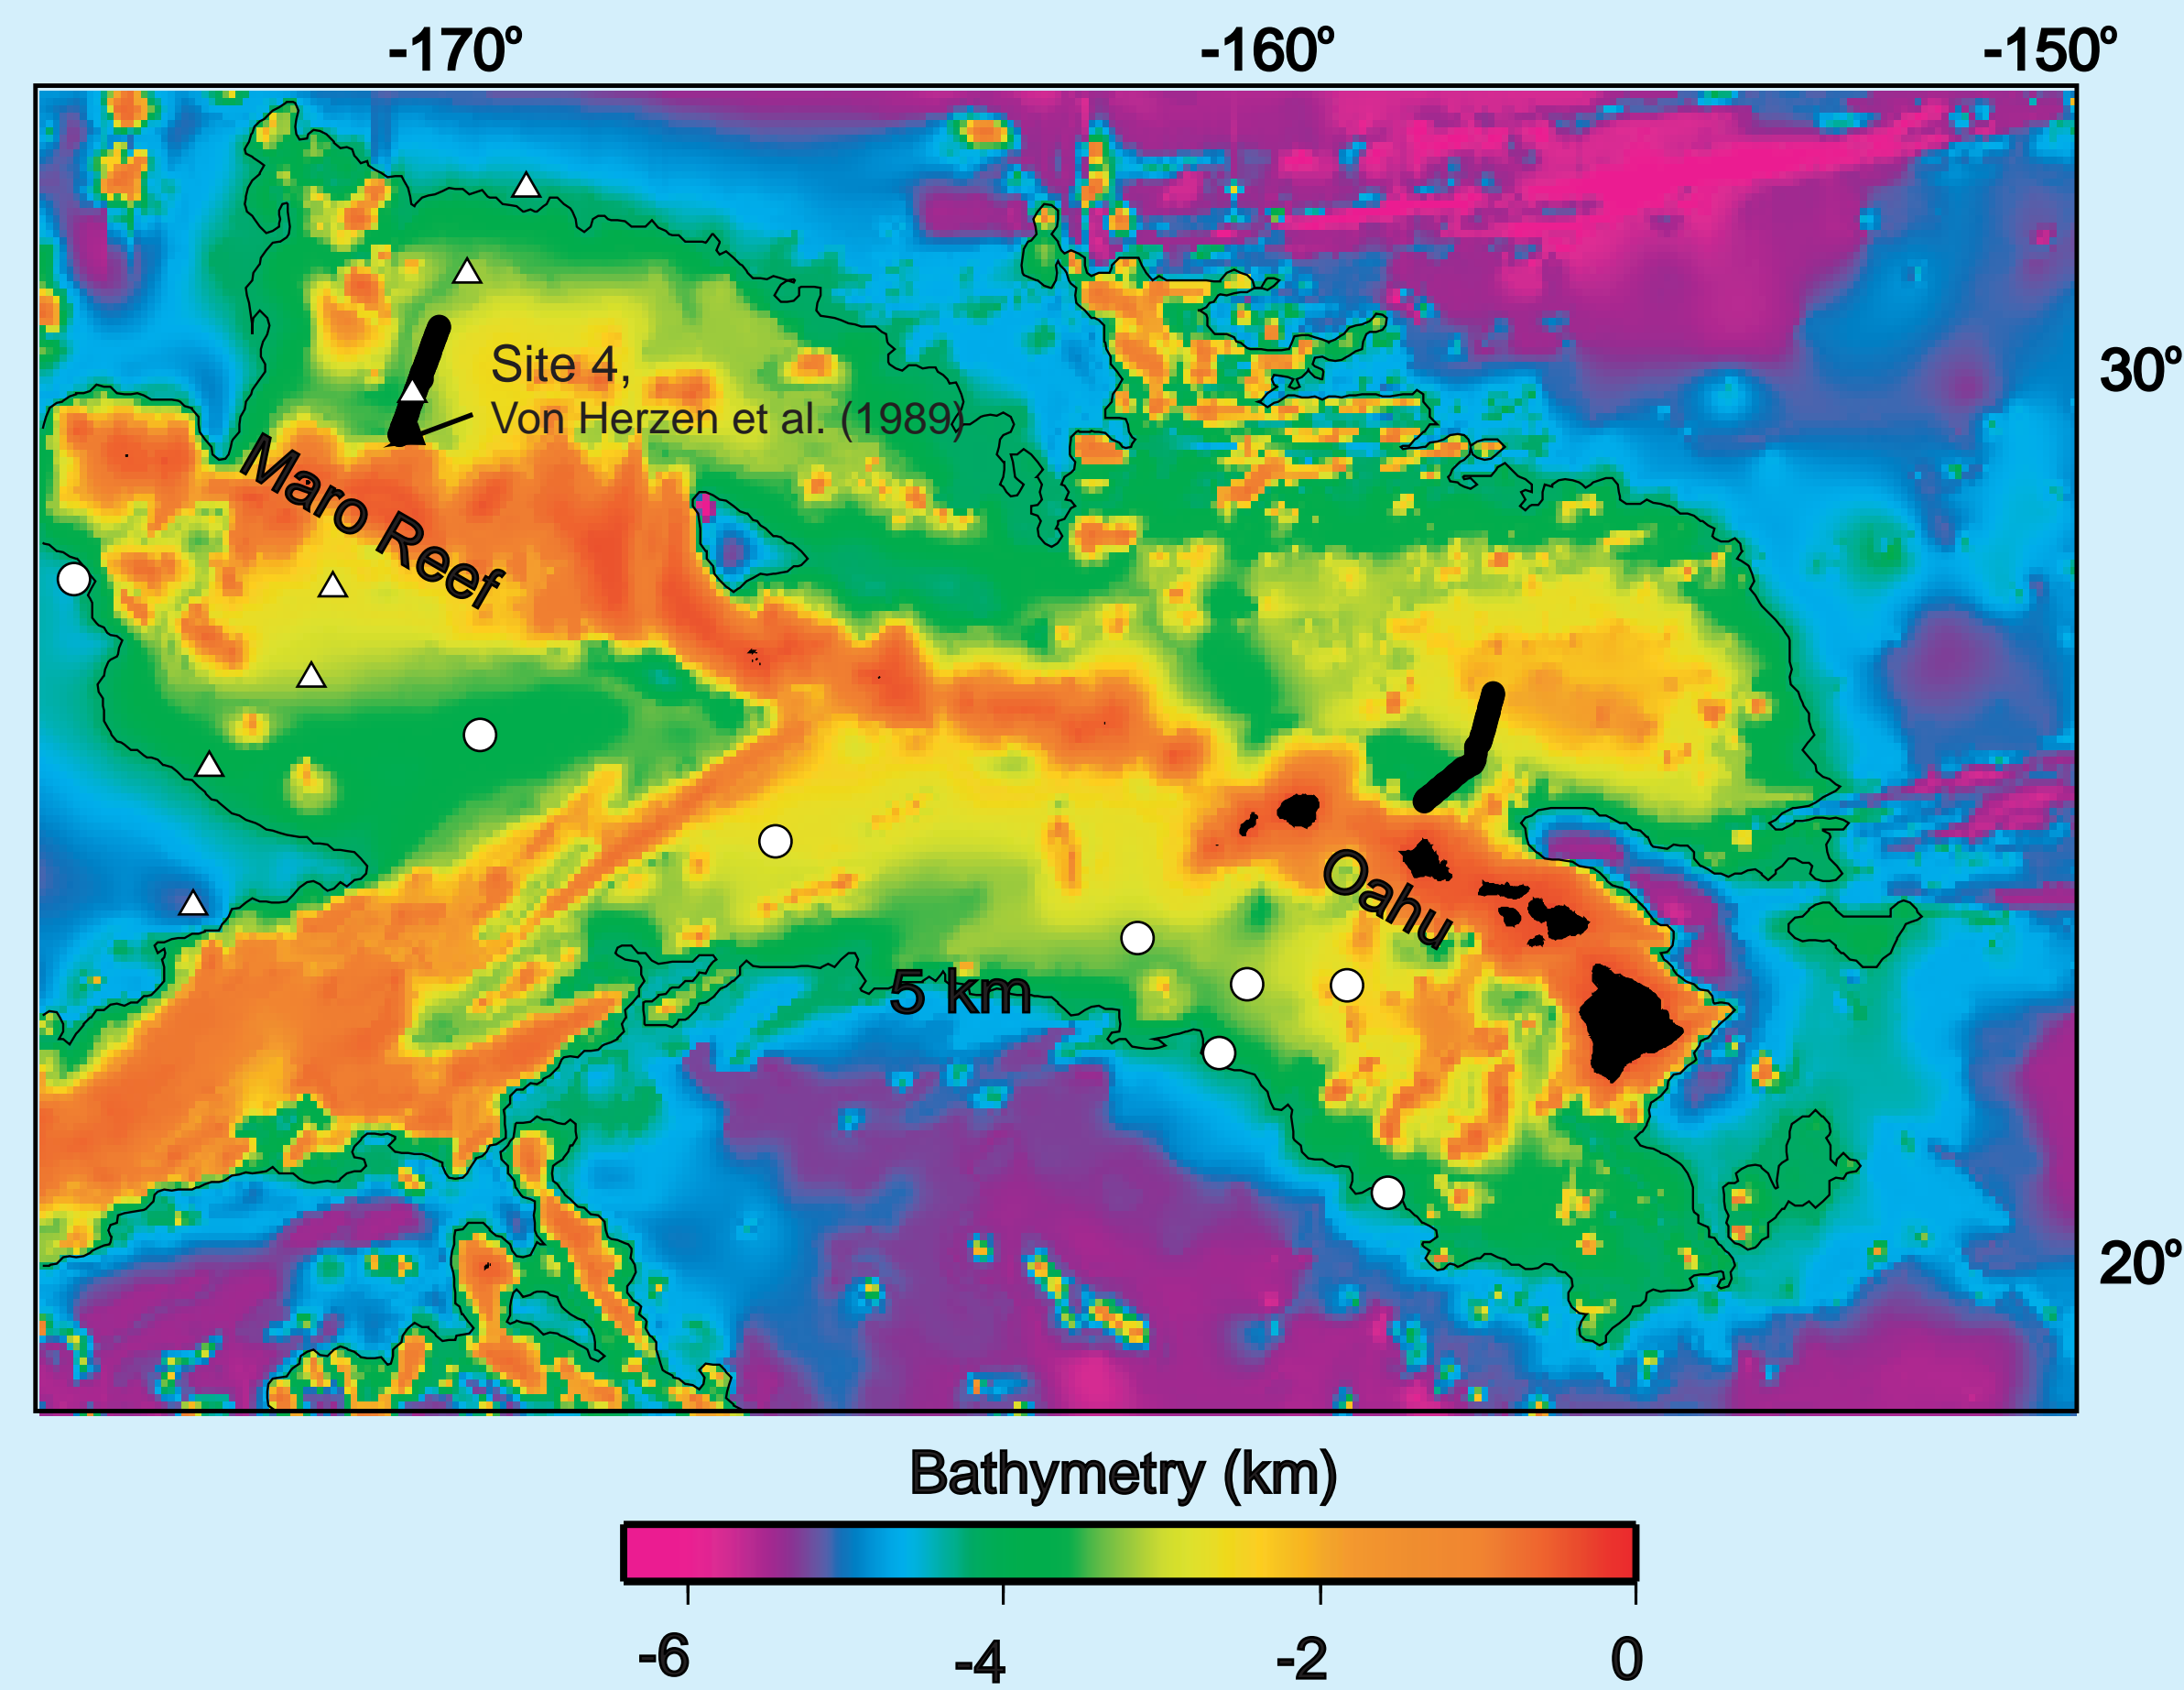 -170º -160º -150º
30º
Site 4,
Von Herzen et al. (1989)
Maro Reef
Oahu
5 km
20º
Bathymetry (km)
-6 -4 -2 0